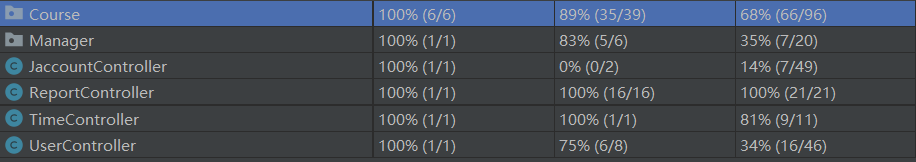 Course 100% (6/6) 89% (35/39) 68% (66/96)
Manager 100% (1/1) 83% (5/6) 35% (7/20)
JaccountController 100% (1/1) 0% (0/2) 14% (7/49)
ReportController 100% (1/1) 100% (16/16) 100% (21/21)
TimeController 100% (1/1) 100% (1/1) 81% (9/11)
UserController 100% (1/1) 75% (6/8) 34% (16/46)